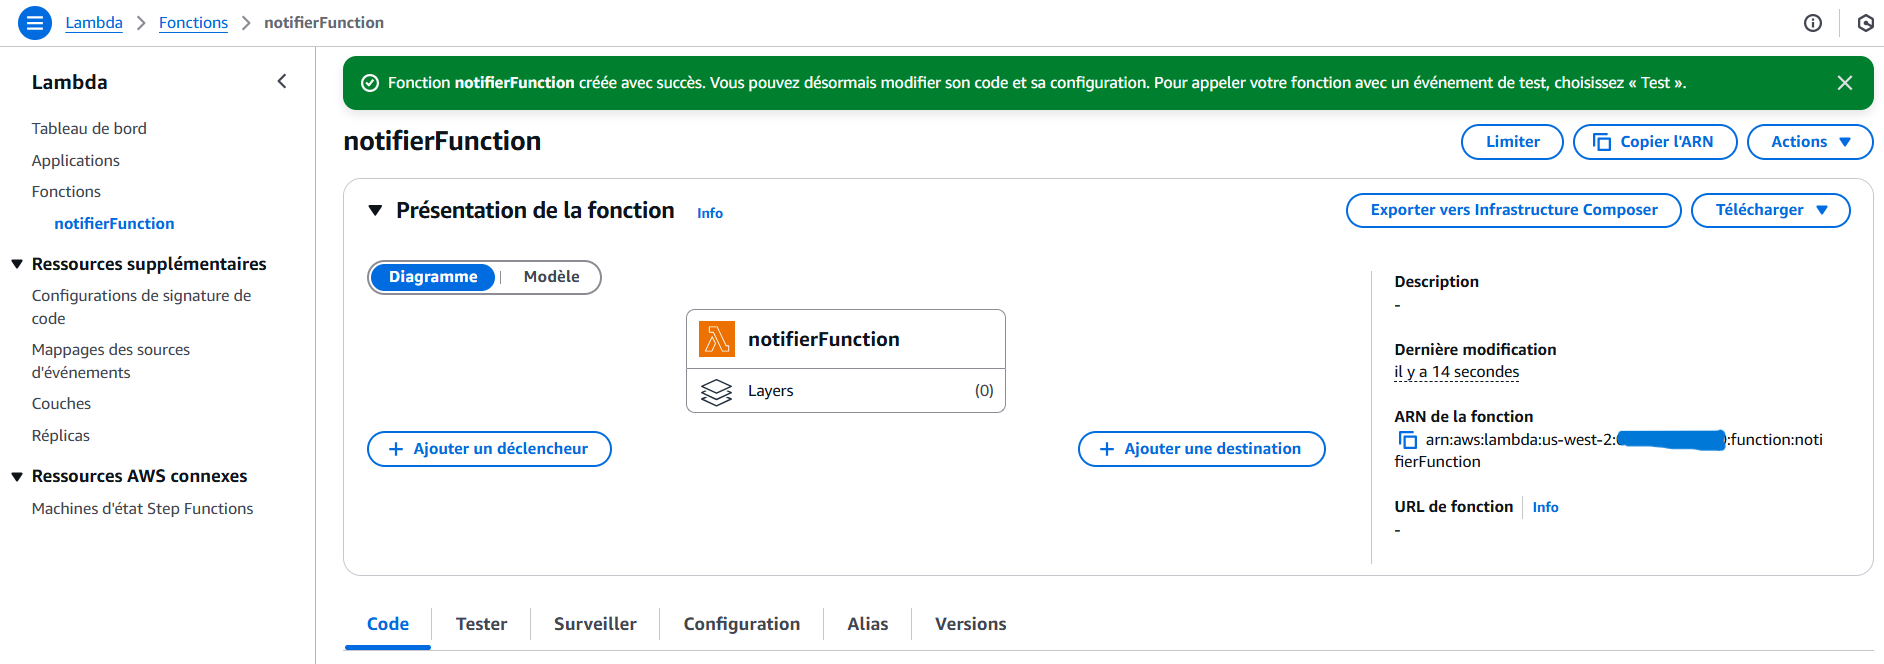 Lambda > Fonctions > notifierFunction
Lambda
Tableau de bord
Applications
Fonctions
notifierFunction
Ressources supplémentaires
Configurations de signature de
code
Mappages des sources
d'événements
Couches
Réplicas
Ressources AWS connexes
Machines d'état Step Functions
Fonction notifierFunction créée avec succès. Vous pouvez désormais modifier son code et sa configuration. Pour appeler votre fonction avec un événement de test, choisissez « Test ».
notifierFunction
Limiter
Copier l'ARN
Actions
Présentation de la fonction Info
Exporter vers Infrastructure Composer
Télécharger
Diagramme | Modèle
notifierFunction
Layers (0)
+ Ajouter un déclencheur
+ Ajouter une destination
Description
-
Dernière modification
il y a 14 secondes
ARN de la fonction
arn:aws:lambda:us-west-2: :function:noti
fierFunction
URL de fonction | Info
-
Code
Tester
Surveiller
Configuration
Alias
Versions